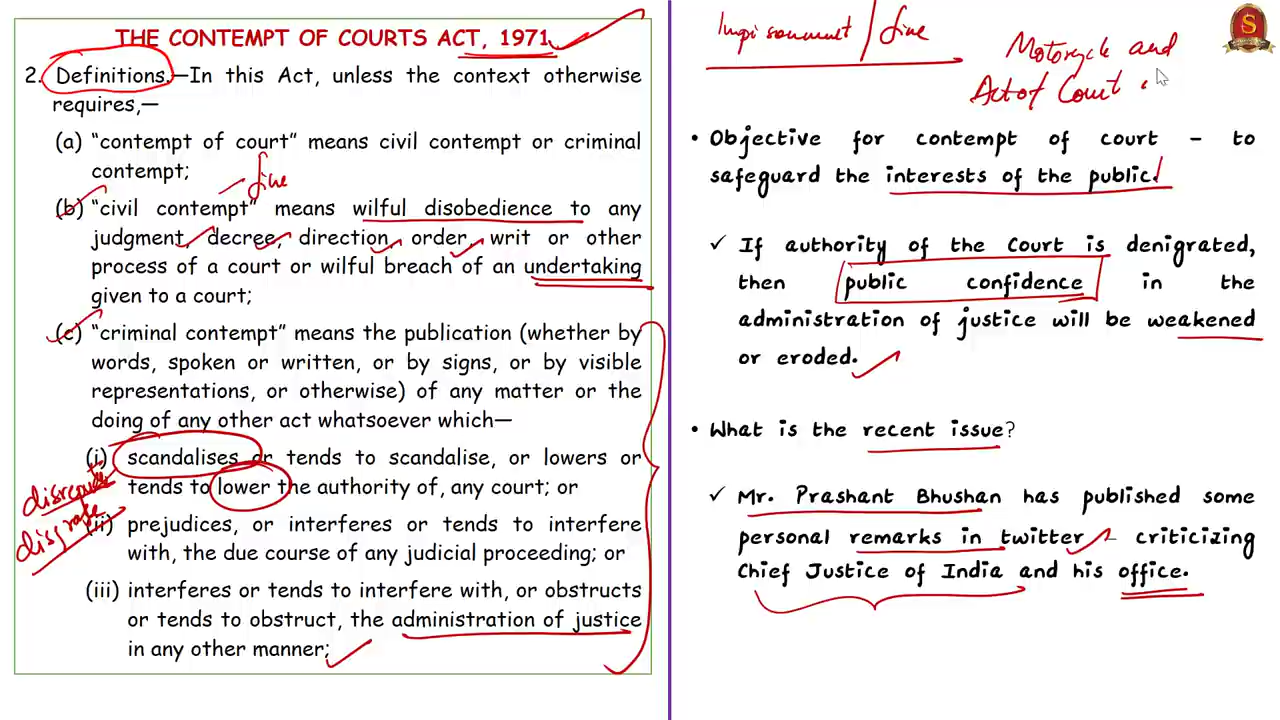 THE CONTEMPT OF COURTS ACT, 1971
2. Definitions.—In this Act, unless the context otherwise
requires,—
(a) “contempt of court” means civil contempt or criminal
contempt;
fine
(b) “civil contempt” means wilful disobedience to any
judgment, decree, direction, order, writ or other
process of a court or wilful breach of an undertaking
given to a court;
(c) “criminal contempt” means the publication (whether by
words, spoken or written, or by signs, or by visible
representations, or otherwise) of any matter or the
doing of any other act whatsoever which—
(i) scandalises or tends to scandalise, or lowers or
tends to lower the authority of, any court; or
(ii) prejudices, or interferes or tends to interfere
with, the due course of any judicial proceeding; or
(iii) interferes or tends to interfere with, or obstructs
or tends to obstruct, the administration of justice
in any other manner;
/ fine
Motorcycle and
Act of Court
S
• Objective for contempt of court - to
safeguard the interests of the public.
✓ If authority of the Court is denigrated,
then public confidence in the
administration of justice will be weakened
or eroded.
• What is the recent issue?
✓ Mr. Prashant Bhushan has published some
personal remarks in twitter – criticizing
Chief Justice of India and his office.